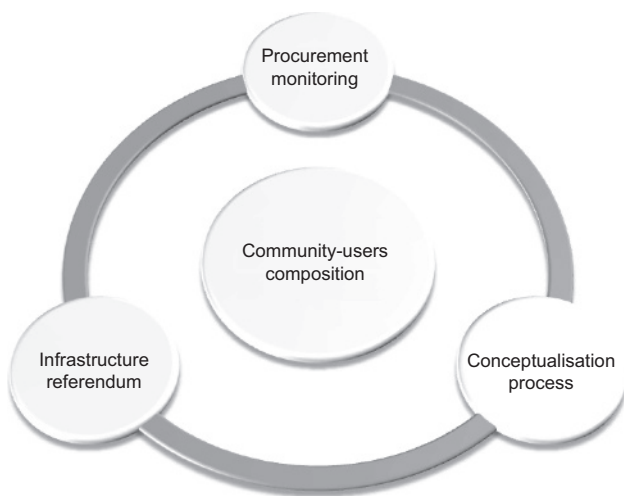 Procurement
monitoring
Community-users
composition
Infrastructure
referendum
Conceptualisation
process